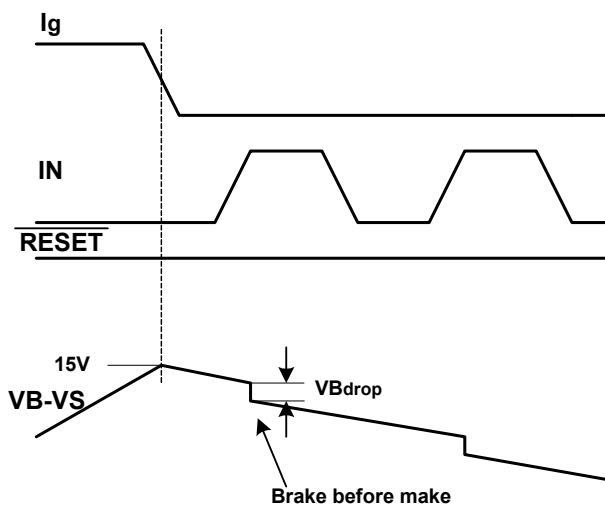 Ig
IN
RESET
15V
VBdrop
VB-VS
Brake before make